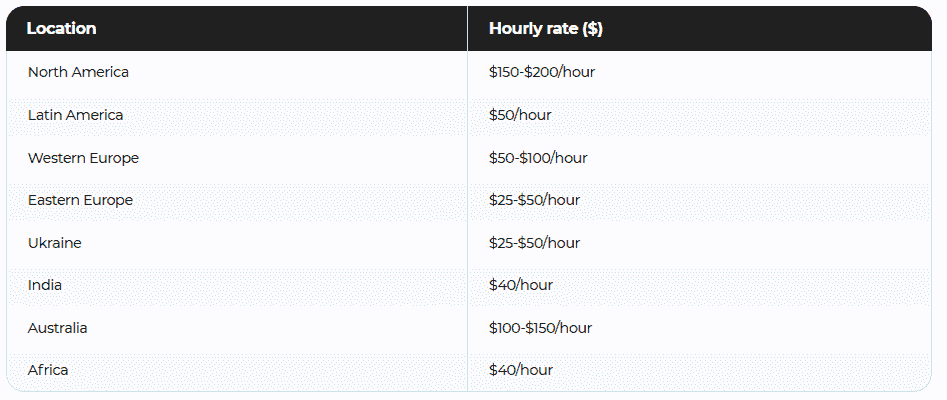 Location Hourly rate ($)
North America $150-$200/hour
Latin America $50/hour
Western Europe $50-$100/hour
Eastern Europe $25-$50/hour
Ukraine $25-$50/hour
India $40/hour
Australia $100-$150/hour
Africa $40/hour